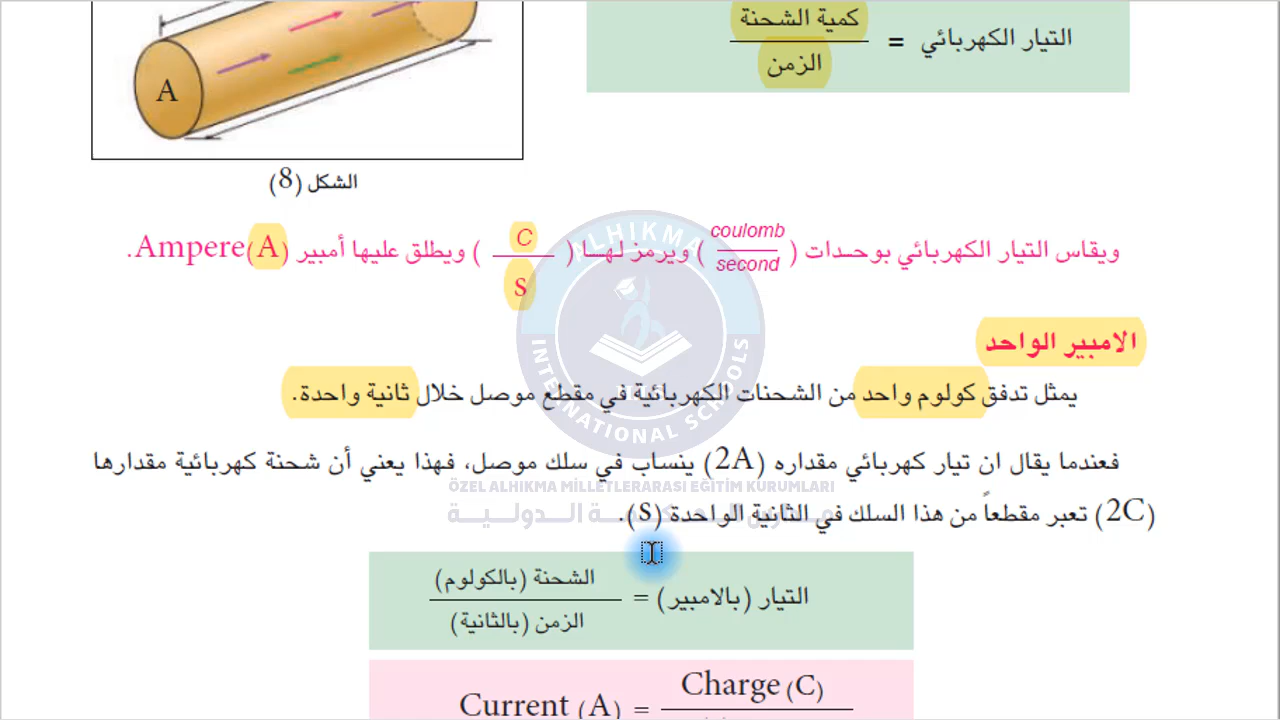 التيار الكهربائي = كمية الشحنة / الزمن
A
الشكل (8)
ويقاس التيار الكهربائي بوحـدات ( coulomb / second ) ويرمز لهـا ( C / s ) ويطلق عليها أمبير Ampere(A).
الامبير الواحد
يمثل تدفق كولوم واحد من الشحنات الكهربائية في مقطع موصل خلال ثانية واحدة.
فعندما يقال ان تيار كهربائي مقداره (2A) ينساب في سلك موصل، فهذا يعني أن شحنة كهربائية مقدارها
(2C) تعبر مقطعاً من هذا السلك في الثانية الواحدة (s).
التيار (بالامبير) = الشحنة (بالكولوم) / الزمن (بالثانية)
Current (A) = Charge (C)
ALHIKMA
INTERNATIONAL SCHOOLS
ÖZEL ALHIKMA MİLLETLERARASI EĞİTİM KURUMLARI